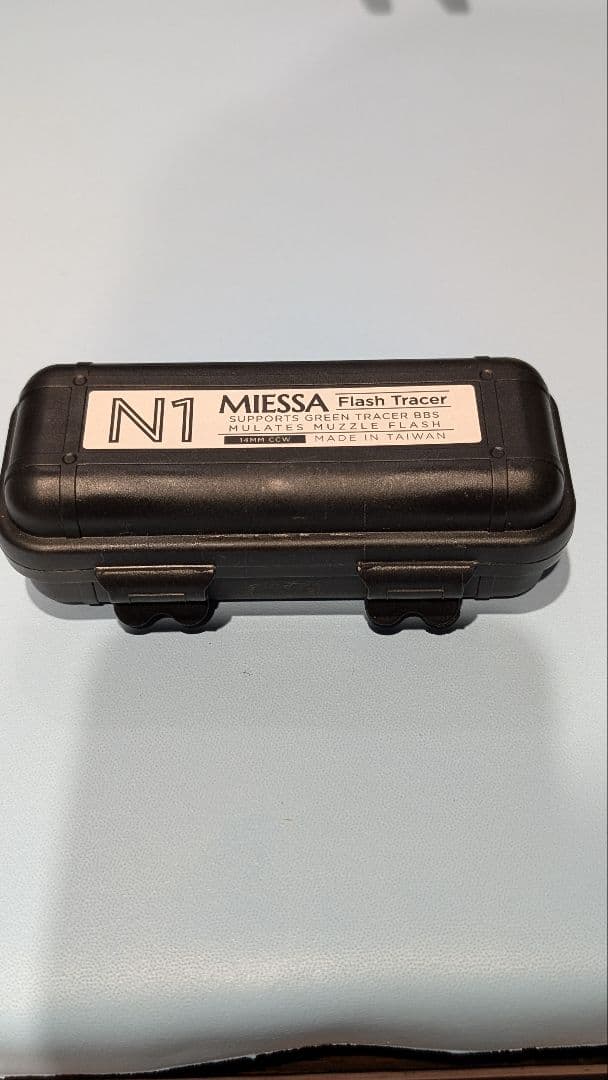 N1
MIESSA Flash Tracer
SUPPORTS GREEN TRACER BBS
MULATES MUZZLE FLASH
14MM CCW MADE IN TAIWAN